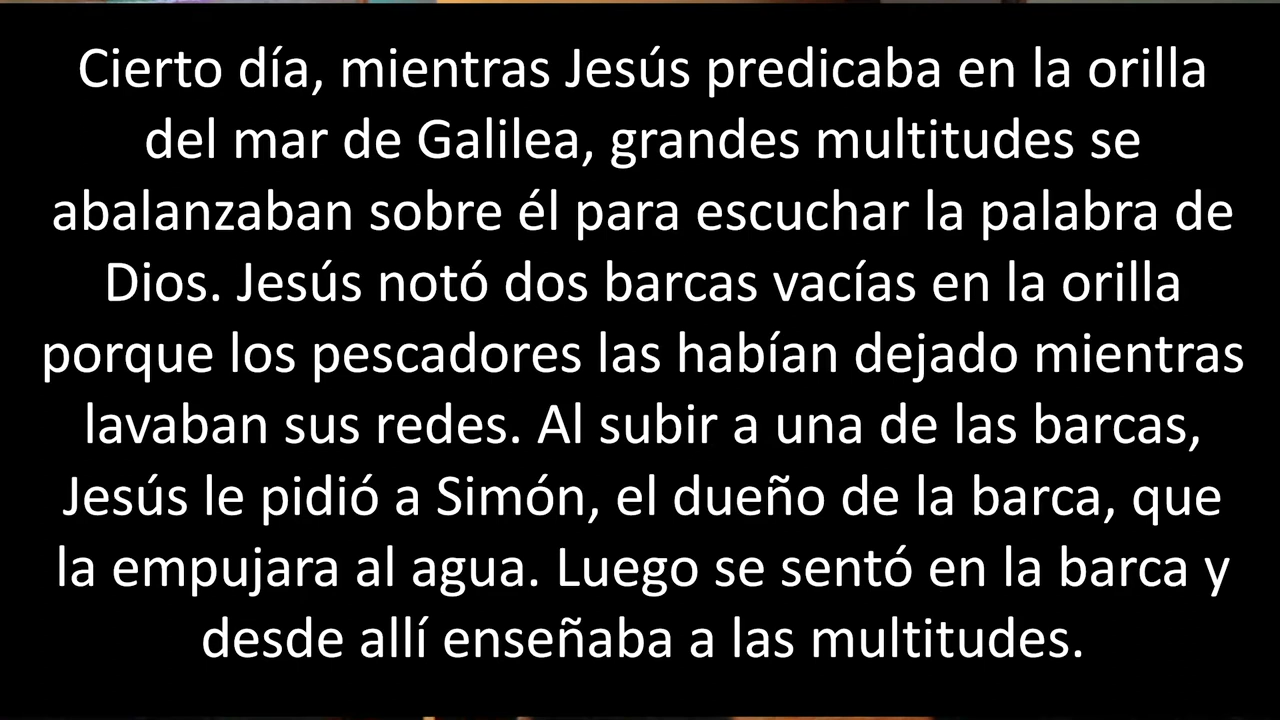 Cierto día, mientras Jesús predicaba en la orilla
del mar de Galilea, grandes multitudes se
abalanzaban sobre él para escuchar la palabra de
Dios. Jesús notó dos barcas vacías en la orilla
porque los pescadores las habían dejado mientras
lavaban sus redes. Al subir a una de las barcas,
Jesús le pidió a Simón, el dueño de la barca, que
la empujara al agua. Luego se sentó en la barca y
desde allí enseñaba a las multitudes.